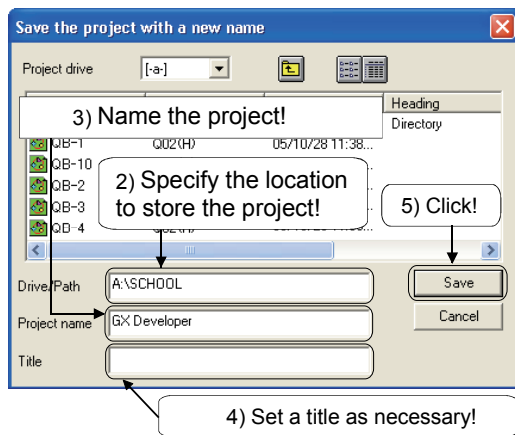 Save the project with a new name
Project drive [-a-]
Heading
3) Name the project!
Directory
QB-1 Q02(H) 05/10/28 11:38...
QB-10
2) Specify the location
to store the project!
QB-2
QB-3
5) Click!
QB-4
Drive/Path A:\SCHOOL
Save
Project name GX Developer
Cancel
Title
4) Set a title as necessary!